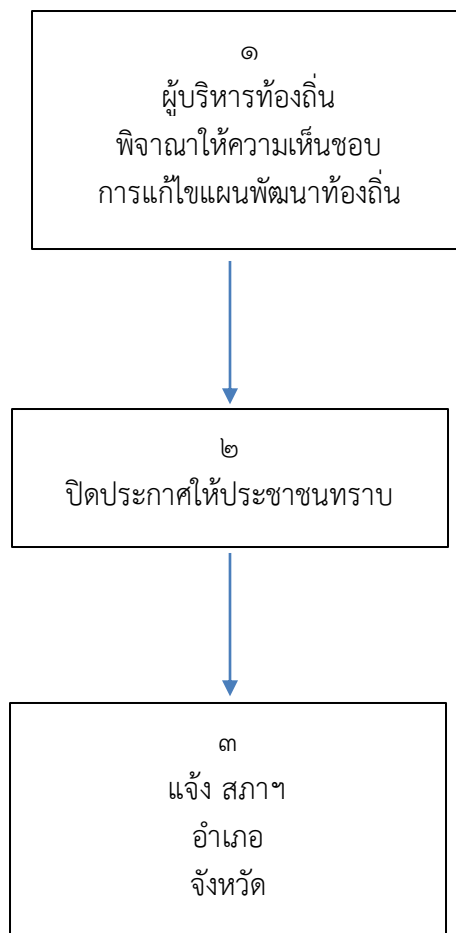 ๑
ผู้บริหารท้องถิ่น
พิจาณาให้ความเห็นชอบ
การแก้ไขแผนพัฒนาท้องถิ่น
๒
ปิดประกาศให้ประชาชนทราบ
๓
แจ้ง สภาฯ
อำเภอ
จังหวัด